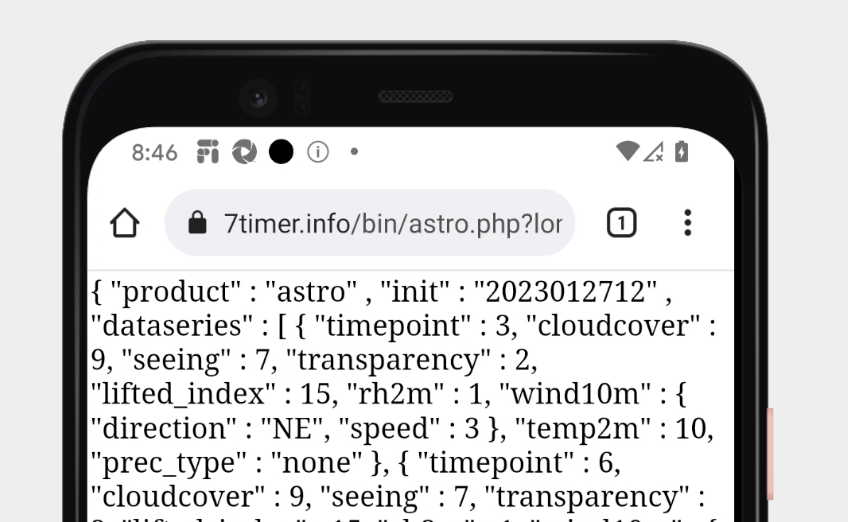 8:46
7timer.info/bin/astro.php?lor
1
{ "product" : "astro" , "init" : "2023012712" ,
"dataseries" : [ { "timepoint" : 3, "cloudcover" :
9, "seeing" : 7, "transparency" : 2,
"lifted_index" : 15, "rh2m" : 1, "wind10m" : {
"direction" : "NE", "speed" : 3 }, "temp2m" : 10,
"prec_type" : "none" }, { "timepoint" : 6,
"cloudcover" : 9, "seeing" : 7, "transparency" :